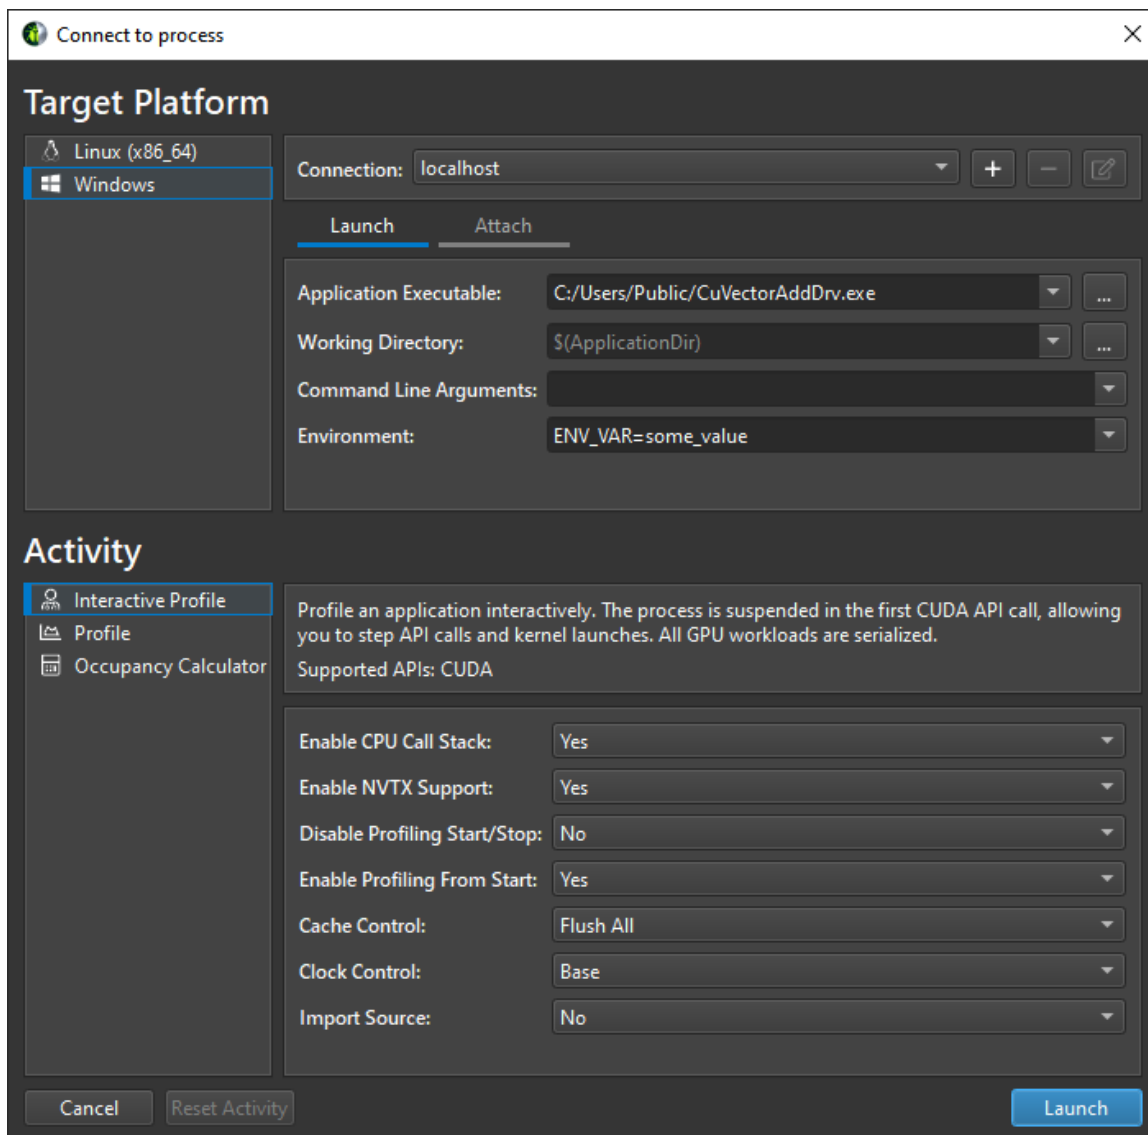 Connect to process
Target Platform
Linux (x86_64)
Windows
Connection: localhost
Launch Attach
Application Executable: C:/Users/Public/CuVectorAddDrv.exe ...
Working Directory: $(ApplicationDir) ...
Command Line Arguments:
Environment: ENV_VAR=some_value
Activity
Interactive Profile
Profile
Occupancy Calculator
Profile an application interactively. The process is suspended in the first CUDA API call, allowing
you to step API calls and kernel launches. All GPU workloads are serialized.
Supported APIs: CUDA
Enable CPU Call Stack: Yes
Enable NVTX Support: Yes
Disable Profiling Start/Stop: No
Enable Profiling From Start: Yes
Cache Control: Flush All
Clock Control: Base
Import Source: No
Cancel Reset Activity Launch